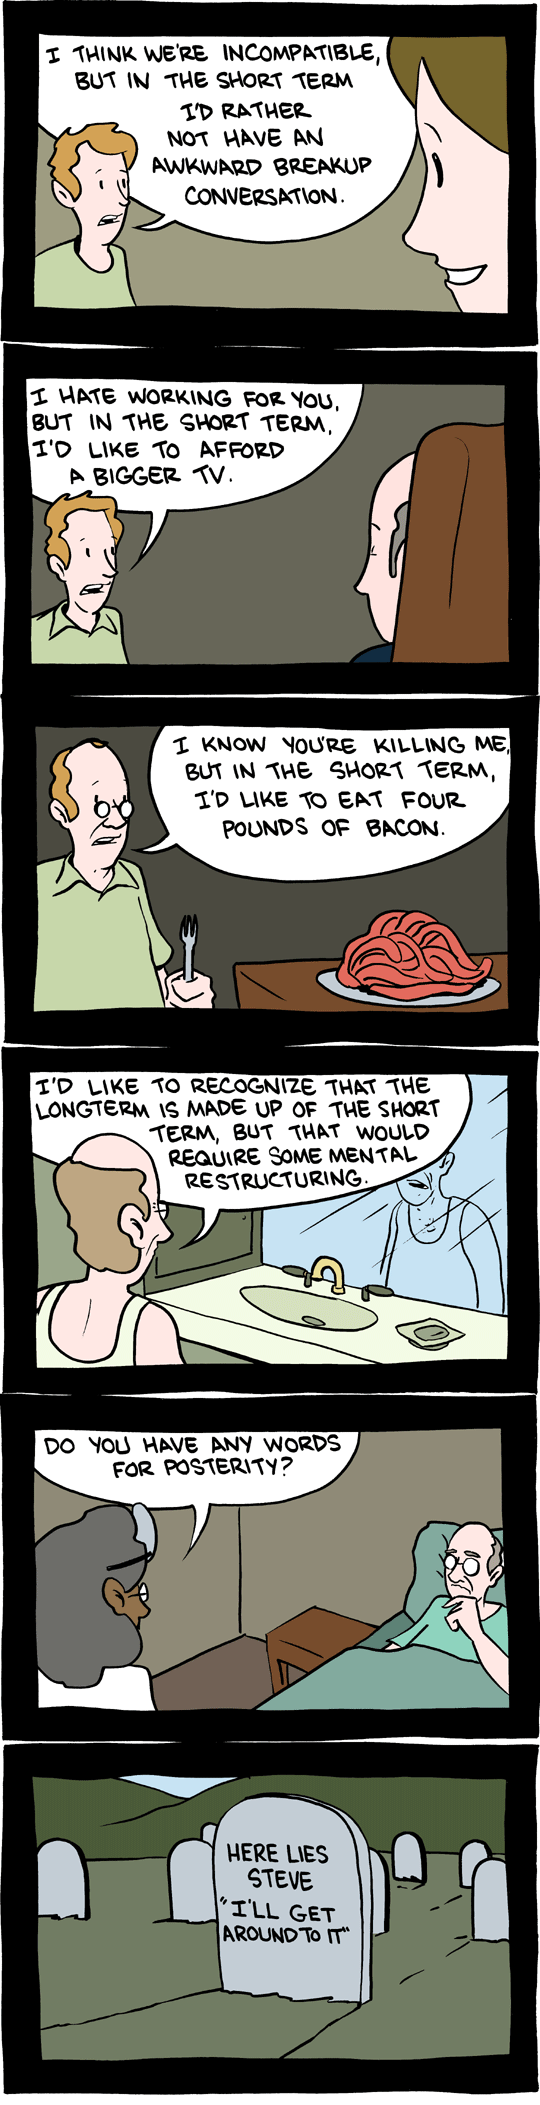 I THINK WE'RE INCOMPATIBLE,
BUT IN THE SHORT TERM
I'D RATHER
NOT HAVE AN
AWKWARD BREAKUP
CONVERSATION.
I HATE WORKING FOR YOU,
BUT IN THE SHORT TERM,
I'D LIKE TO AFFORD
A BIGGER TV.
I KNOW YOU'RE KILLING ME,
BUT IN THE SHORT TERM,
I'D LIKE TO EAT FOUR
POUNDS OF BACON.
I'D LIKE TO RECOGNIZE THAT THE
LONGTERM IS MADE UP OF THE SHORT
TERM, BUT THAT WOULD
REQUIRE SOME MENTAL
RESTRUCTURING.
DO YOU HAVE ANY WORDS
FOR POSTERITY?
HERE LIES
STEVE
"I'LL GET
AROUND TO IT"